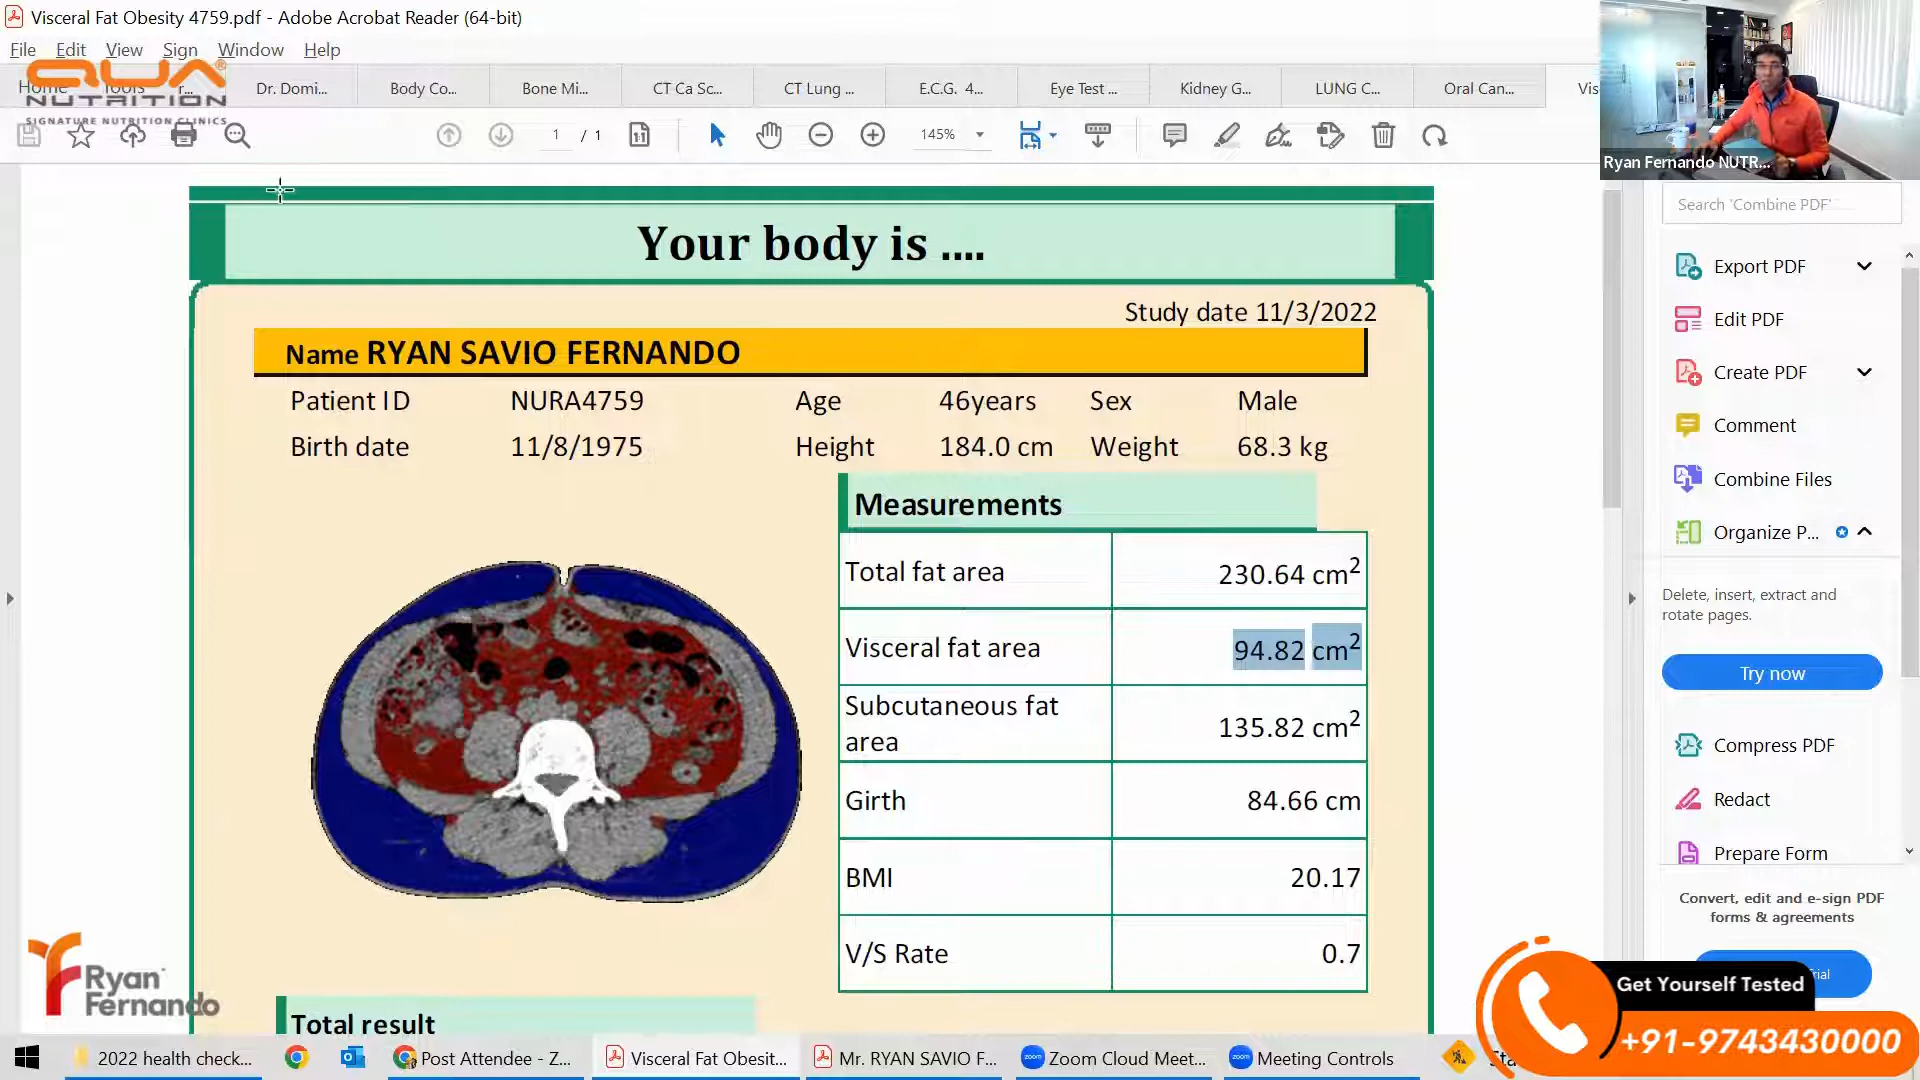 Visceral Fat Obesity 4759.pdf - Adobe Acrobat Reader (64-bit)
File Edit View Sign Window Help
QUA
NUTRITION
SIGNATURE NUTRITION CLINICS
Home Tools Dr. Domi... Body Co... Bone Mi... CT Ca Sc... CT Lung ... E.C.G. 4... Eye Test ... Kidney G... LUNG C... Oral Can... Vis
1 / 1 145%
Ryan Fernando NUTR...
Search 'Combine PDF'
Your body is ....
Study date 11/3/2022
Name RYAN SAVIO FERNANDO
Patient ID NURA4759 Age 46years Sex Male
Birth date 11/8/1975 Height 184.0 cm Weight 68.3 kg
Measurements
Total fat area 230.64 cm²
Visceral fat area 94.82 cm²
Subcutaneous fat
area 135.82 cm²
Girth 84.66 cm
BMI 20.17
V/S Rate 0.7
Total result
Export PDF
Edit PDF
Create PDF
Comment
Combine Files
Organize P...
Delete, insert, extract and
rotate pages.
Try now
Compress PDF
Redact
Prepare Form
Convert, edit and e-sign PDF
forms & agreements
Ryan
Fernando
Get Yourself Tested
+91-9743430000
2022 health check... Post Attendee - Z... Visceral Fat Obesit... Mr. RYAN SAVIO F... Zoom Cloud Meet... Meeting Controls